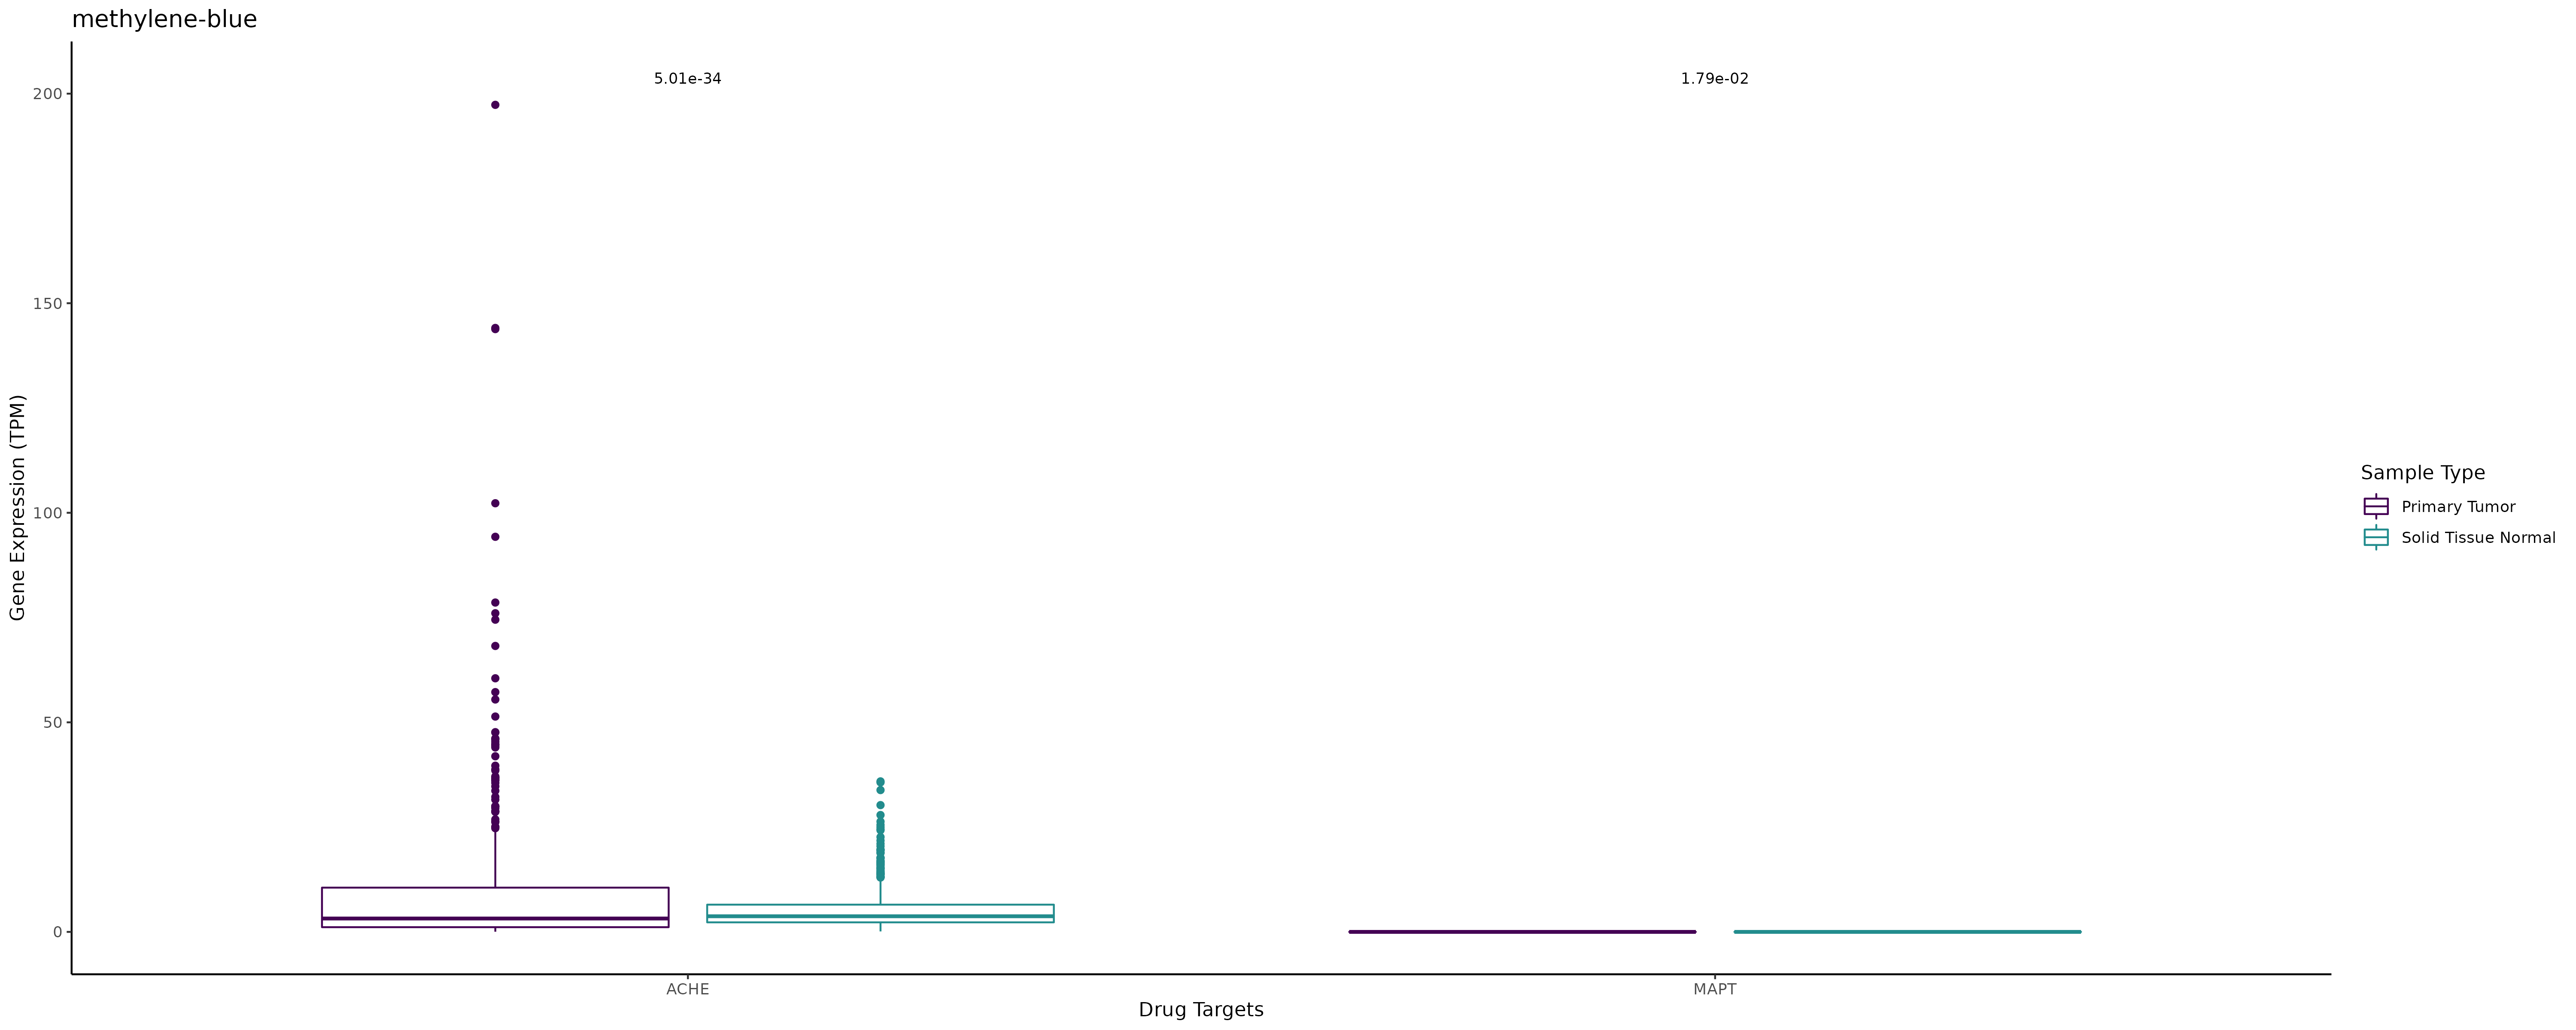 methylene-blue
5.01e-34
1.79e-02
200
150
100
50
0
Gene Expression (TPM)
ACHE
MAPT
Drug Targets
Sample Type
Primary Tumor
Solid Tissue Normal